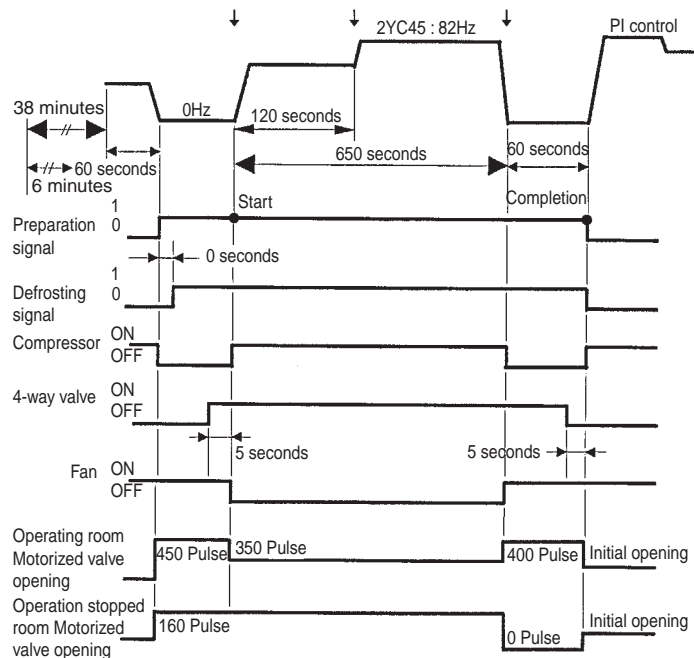 2YC45 : 82Hz
PI control
38 minutes
0Hz
120 seconds
60 seconds
650 seconds
60 seconds
6 minutes
Start
Completion
1
0
Preparation
signal
0 seconds
1
0
Defrosting
signal
Compressor
ON
OFF
4-way valve
ON
OFF
5 seconds
5 seconds
Fan
ON
OFF
Operating room
Motorized valve
opening
450 Pulse
350 Pulse
400 Pulse
Initial opening
Operation stopped
room Motorized
valve opening
160 Pulse
0 Pulse
Initial opening